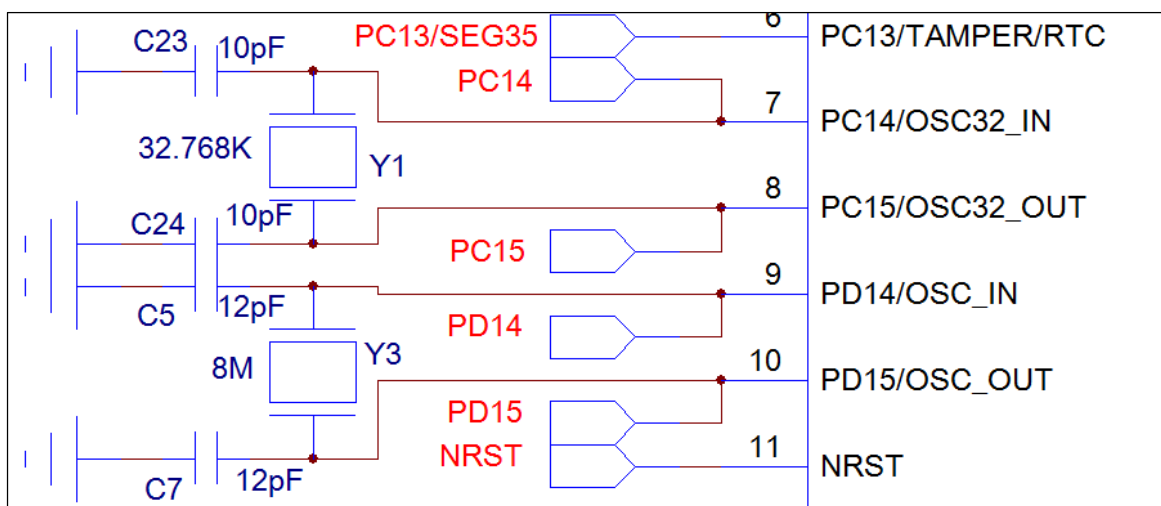 C23
10pF
PC13/SEG35
6
PC13/TAMPER/RTC
PC14
7
PC14/OSC32_IN
32.768K
Y1
8
PC15/OSC32_OUT
C24
10pF
PC15
9
PD14/OSC_IN
C5
12pF
PD14
8M
Y3
10
PD15/OSC_OUT
PD15
NRST
11
NRST
C7
12pF